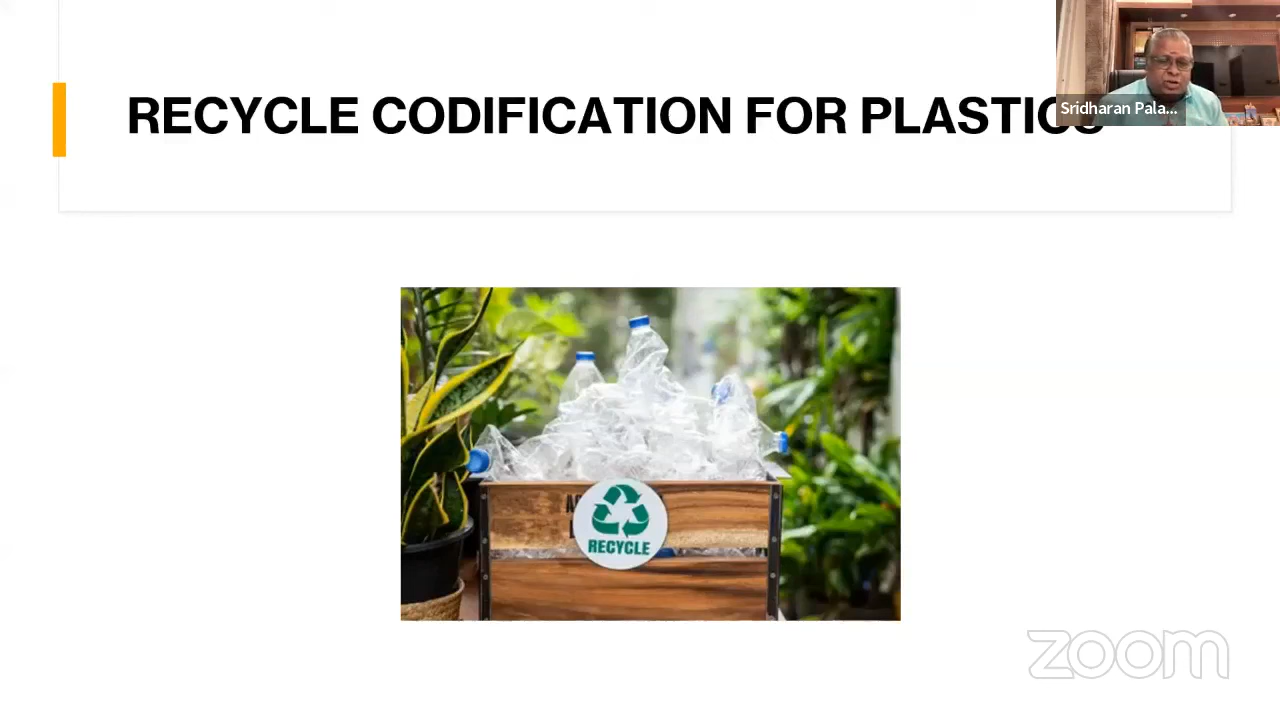 RECYCLE CODIFICATION FOR PLASTICS
Sridharan Pala...
RECYCLE
zoom